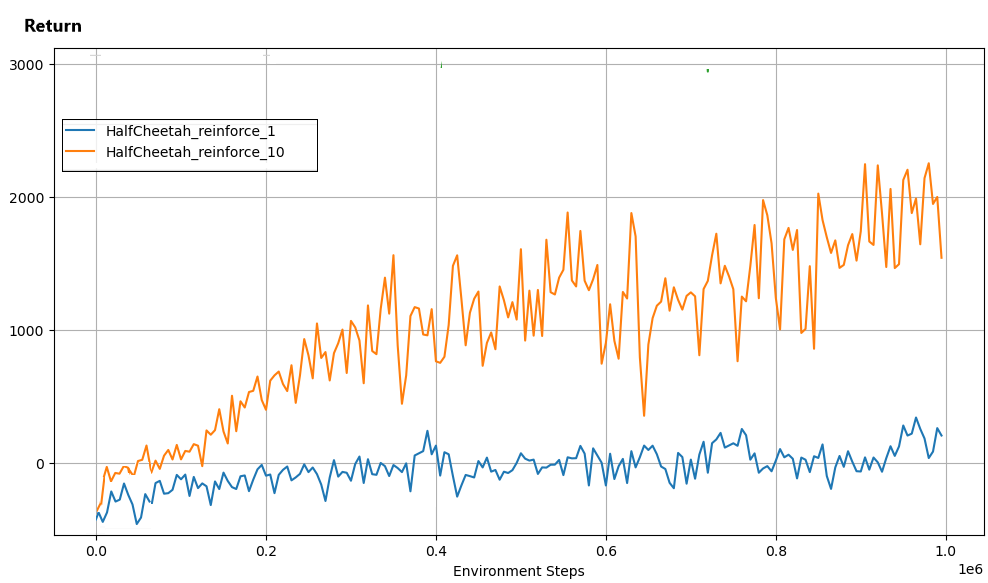 Return
3000
HalfCheetah_reinforce_1
HalfCheetah_reinforce_10
2000
1000
0
0.0 0.2 0.4 0.6 0.8 1.0
1e6
Environment Steps